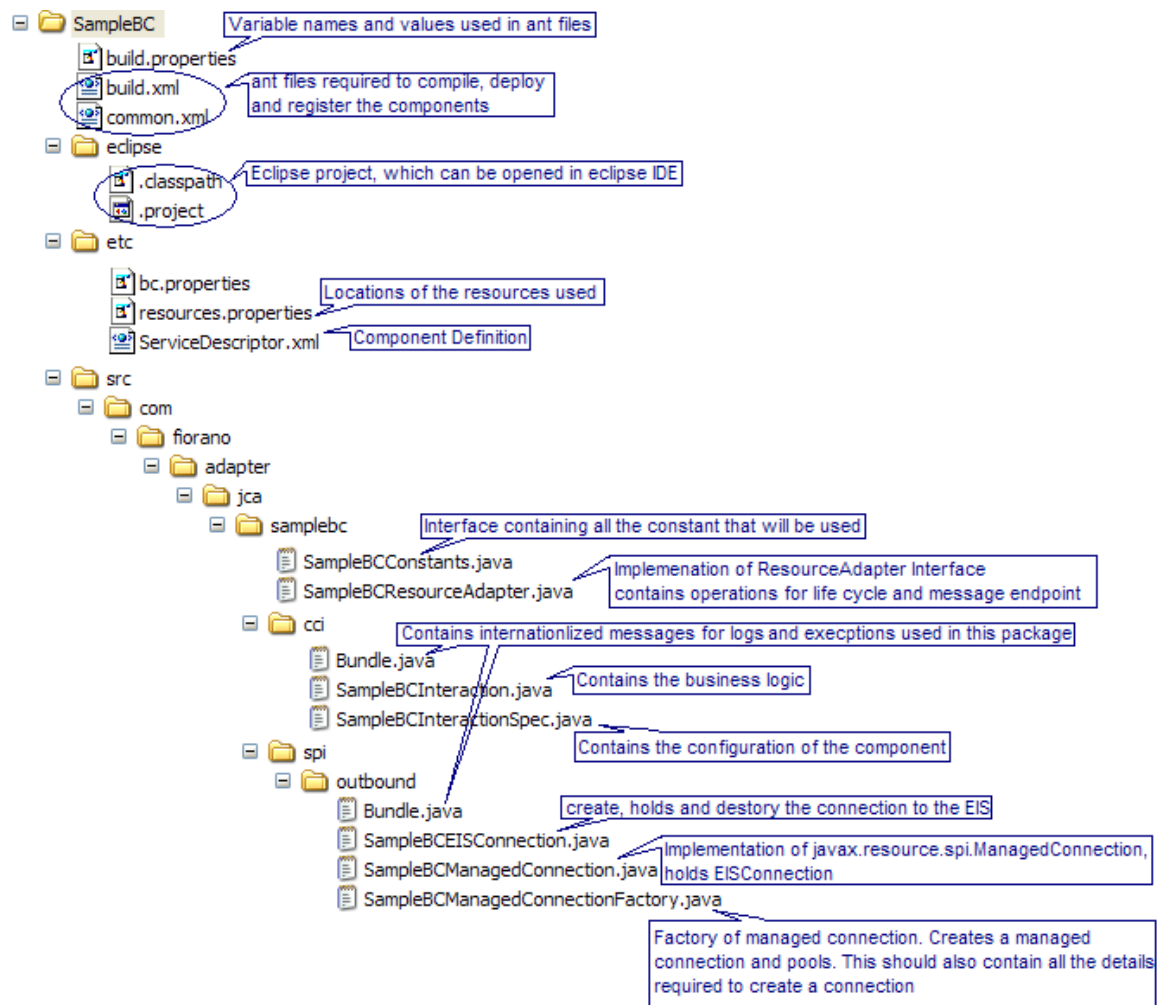 SampleBC
Variable names and values used in ant files
build.properties
build.xml
ant files required to compile, deploy
and register the components
common.xml
eclipse
.classpath
Eclipse project, which can be opened in eclipse IDE
.project
etc
bc.properties
Locations of the resources used
resources.properties
ServiceDescriptor.xml
Component Definition
src
com
fiorano
adapter
jca
samplebc
Interface containing all the constant that will be used
SampleBCConstants.java
SampleBCResourceAdapter.java
Implemenation of ResourceAdapter Interface
contains operations for life cycle and message endpoint
cci
Contains internationlized messages for logs and execptions used in this package
Bundle.java
SampleBCInteraction.java
Contains the business logic
SampleBCInteractionSpec.java
Contains the configuration of the component
spi
outbound
Bundle.java
create, holds and destory the connection to the EIS
SampleBCEISConnection.java
SampleBCManagedConnection.java
Implementation of javax.resource.spi.ManagedConnection,
holds EISConnection
SampleBCManagedConnectionFactory.java
Factory of managed connection. Creates a managed
connection and pools. This should also contain all the details
required to create a connection